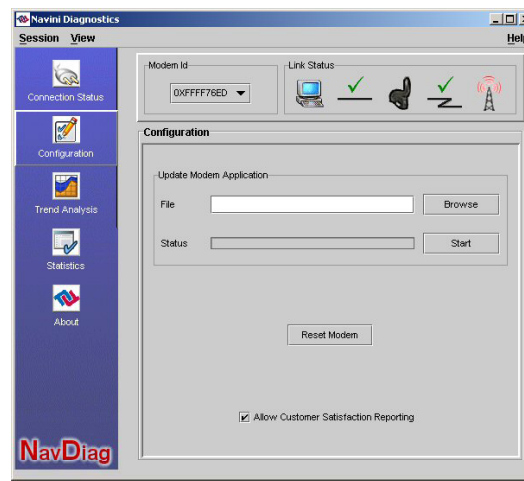 Navini Diagnostics
Session View Help
Modem Id
0XFFFF76ED
Link Status
Connection Status
Configuration
Trend Analysis
Statistics
About
NavDiag
Configuration
Update Modem Application
File
Browse
Status
Start
Reset Modem
Allow Customer Satisfaction Reporting